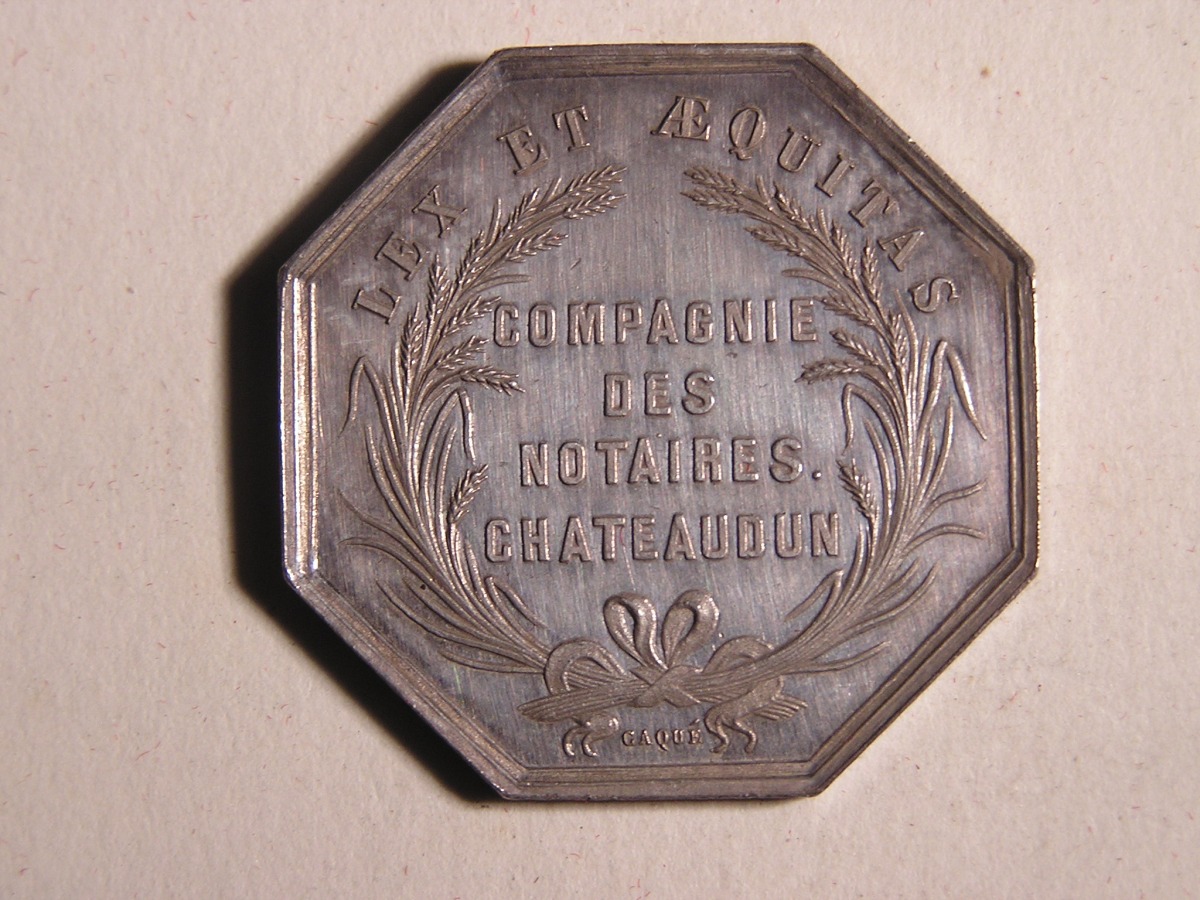 LEX ET ÆQUITAS
COMPAGNIE
DES
NOTAIRES.
CHATEAUDUN
CAQUÉ